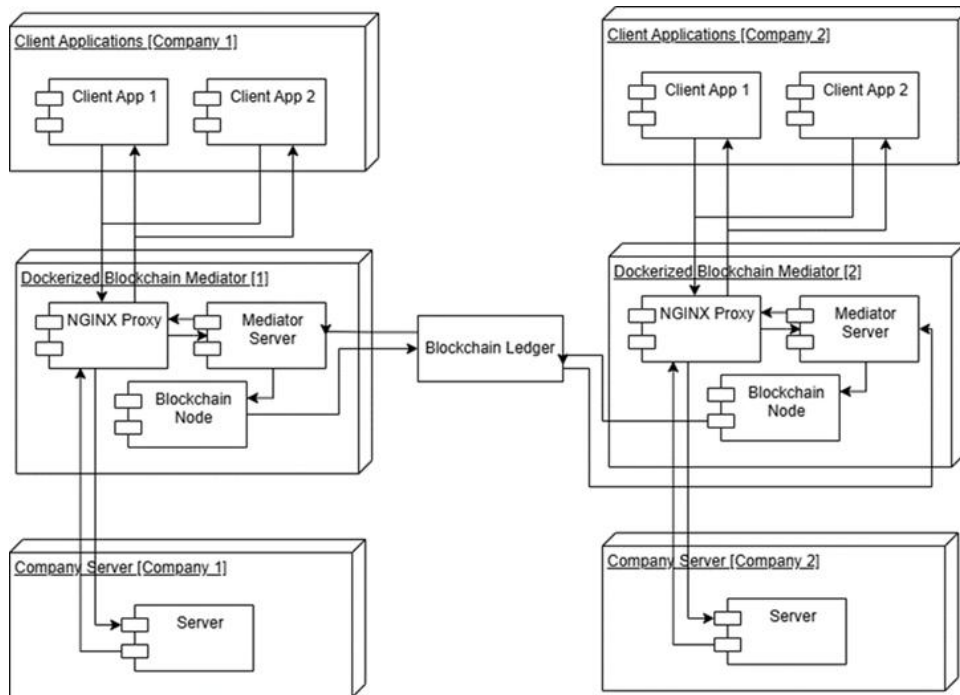 Client Applications [Company 1]
Client App 1
Client App 2
Client Applications [Company 2]
Client App 1
Client App 2
Dockerized Blockchain Mediator [1]
NGINX Proxy
Mediator
Server
Blockchain
Node
Blockchain Ledger
Dockerized Blockchain Mediator [2]
NGINX Proxy
Mediator
Server
Blockchain
Node
Company Server [Company 1]
Server
Company Server [Company 2]
Server